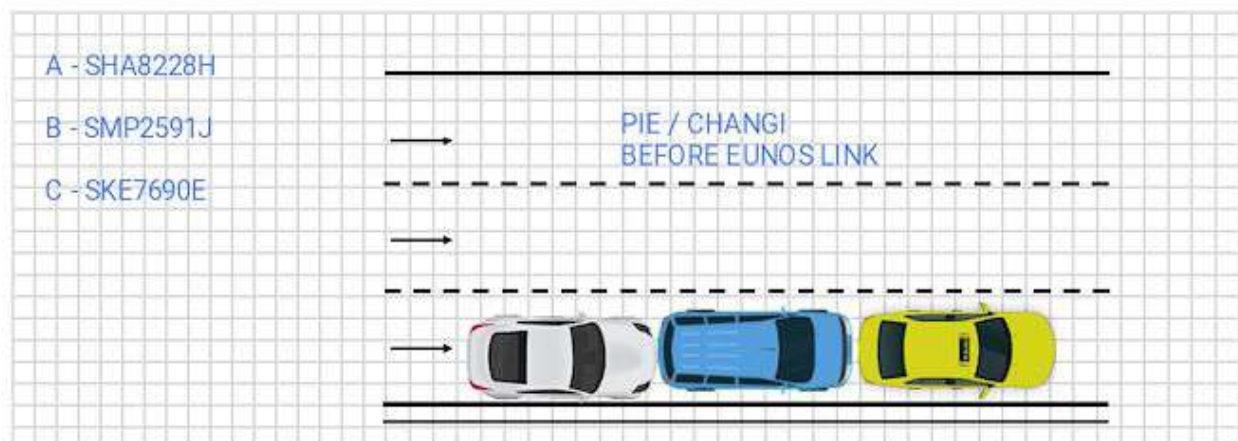 A - SHA8228H
B - SMP2591J
C - SKE7690E
PIE / CHANGI
BEFORE EUNOS LINK